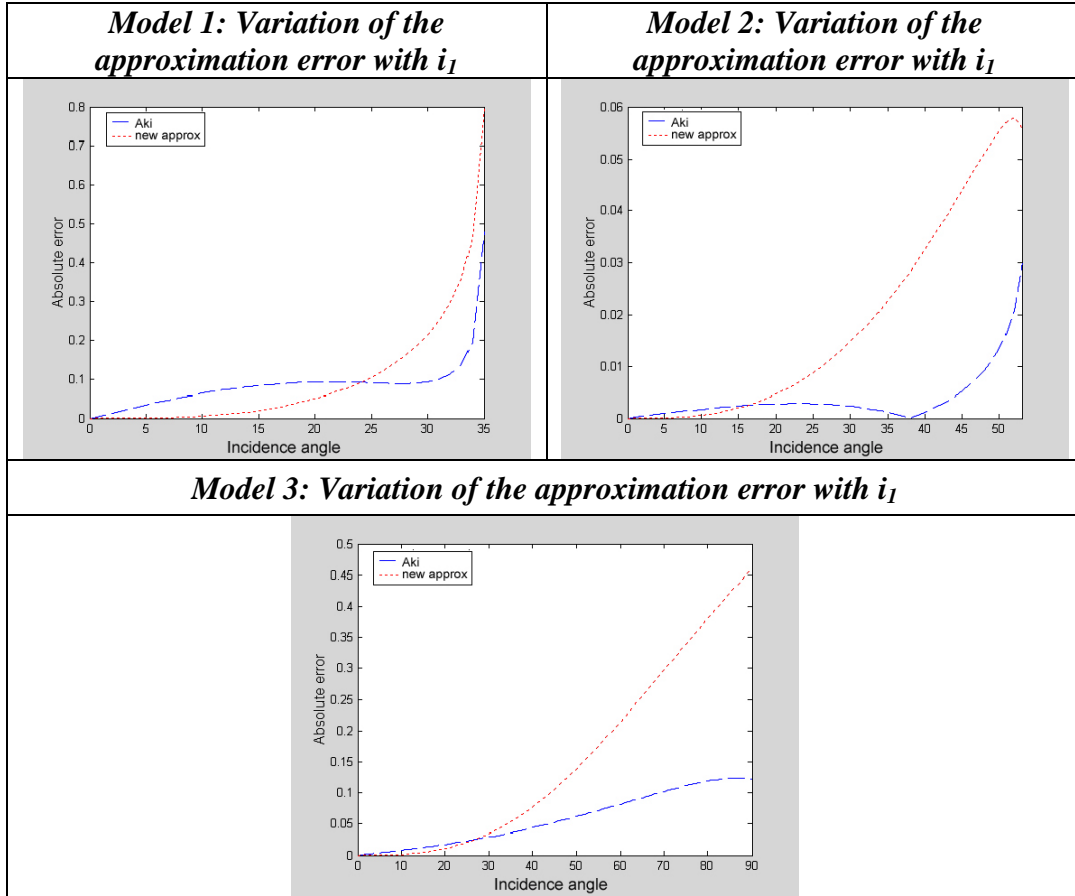 Model 1: Variation of the
approximation error with i1
Model 2: Variation of the
approximation error with i1
Aki
new approx
Absolute error
0.8
0.7
0.6
0.5
0.4
0.3
0.2
0.1
0
0 5 10 15 20 25 30 35
Incidence angle
Aki
new approx
Absolute error
0.06
0.05
0.04
0.03
0.02
0.01
0
0 5 10 15 20 25 30 35 40 45 50
Incidence angle
Model 3: Variation of the approximation error with i1
Aki
new approx
Absolute error
0.5
0.45
0.4
0.35
0.3
0.25
0.2
0.15
0.1
0.05
0
0 10 20 30 40 50 60 70 80 90
Incidence angle